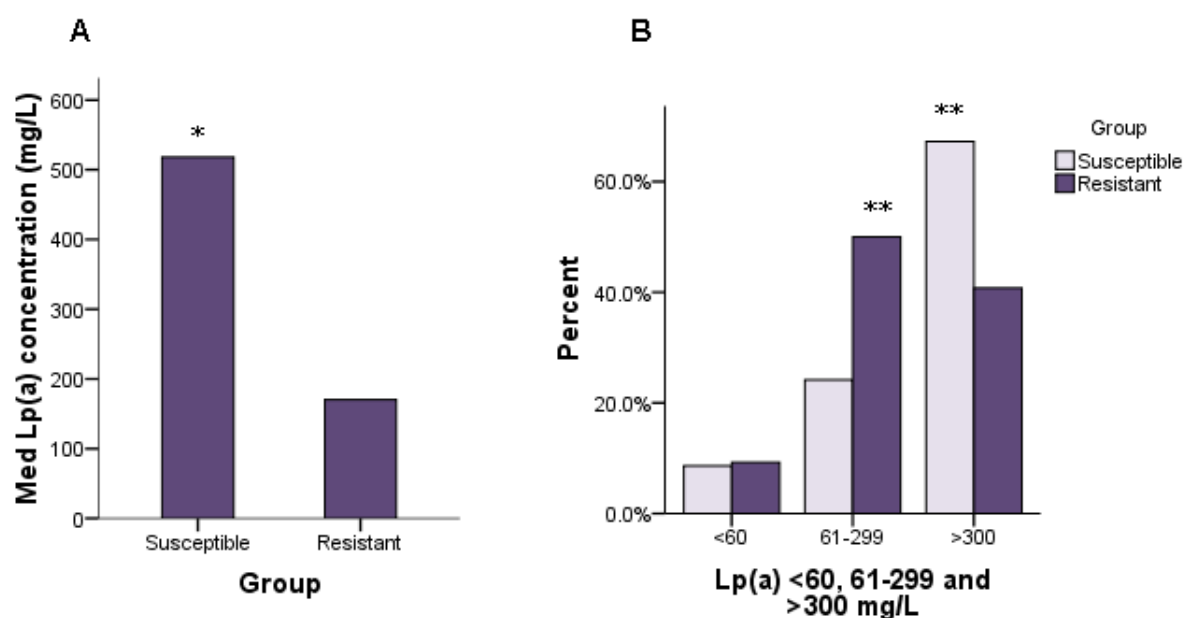 A
Med Lp(a) concentration (mg/L)
600
500
400
300
200
100
0
*
Susceptible
Resistant
Group
B
Percent
60.0%
40.0%
20.0%
0.0%
**
**
<60
61-299
>300
Lp(a) <60, 61-299 and
>300 mg/L
Group
Susceptible
Resistant